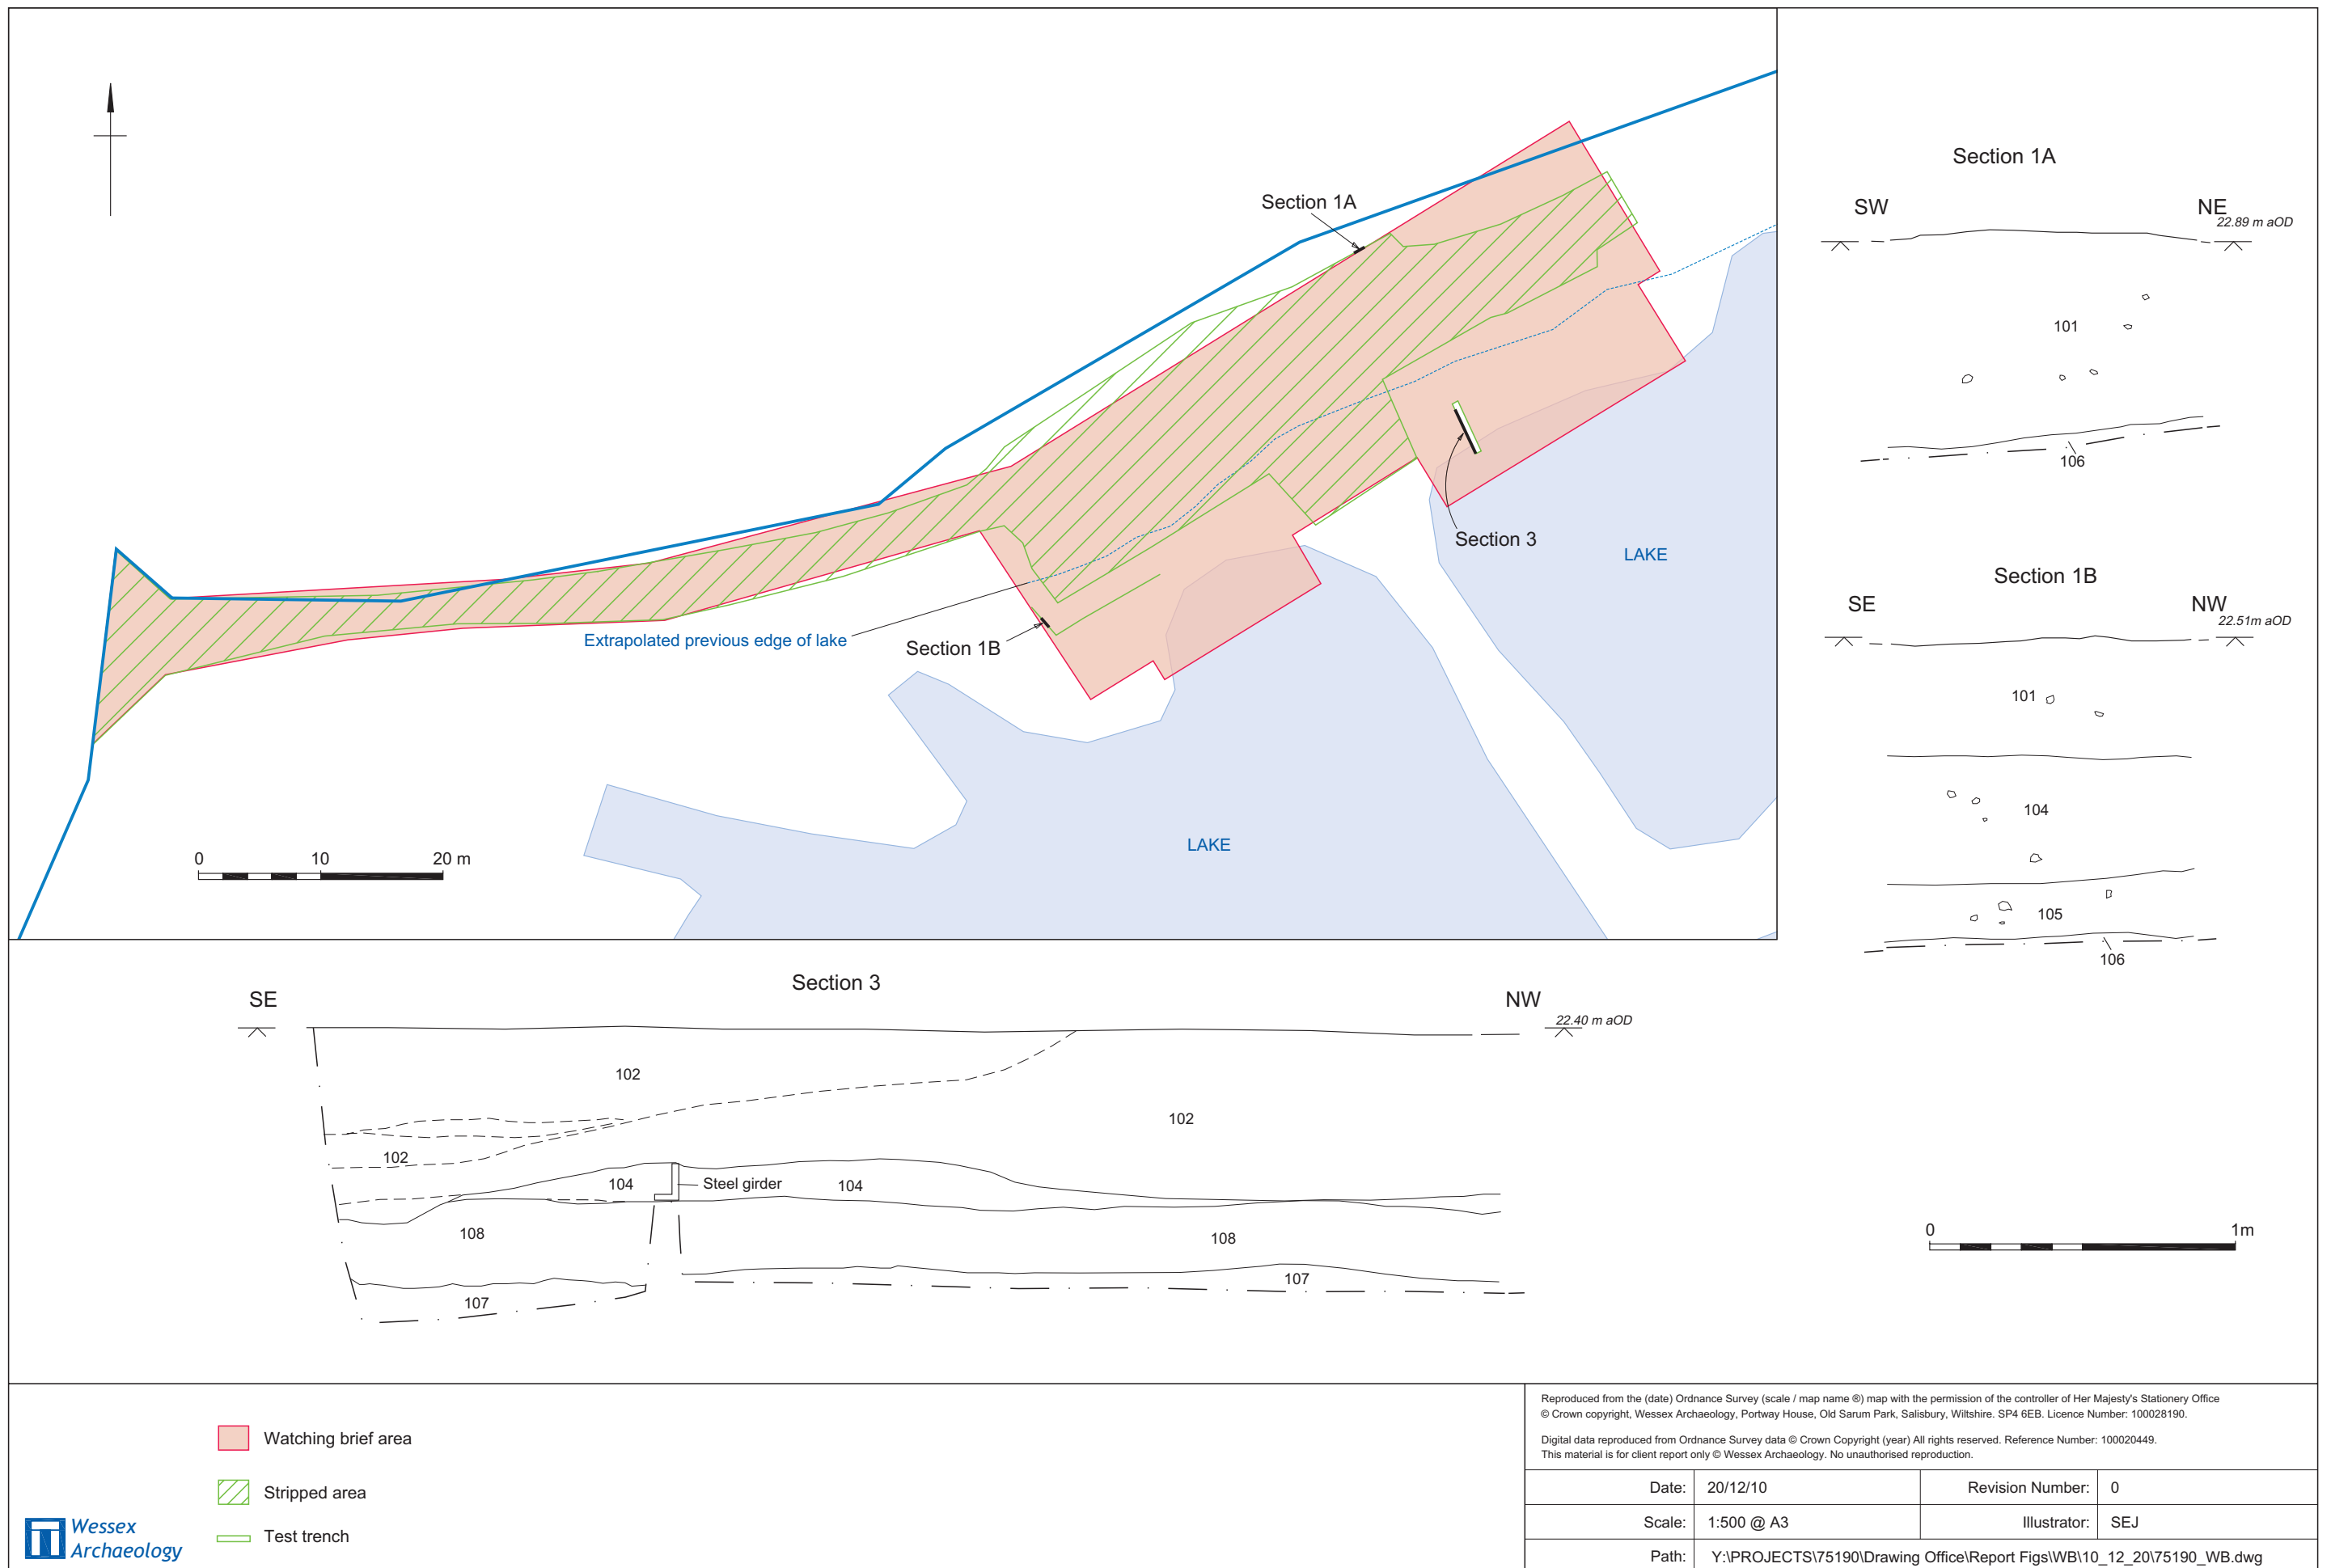 Section 1A
Section 3
LAKE
Extrapolated previous edge of lake
Section 1B
LAKE
0 10 20 m
Section 1A
SW NE
22.89 m aOD
101
106
Section 1B
SE NW
22.51m aOD
101
104
105
106
Section 3
SE NW
22.40 m aOD
102
102
102
104 Steel girder 104
108 108
107 107
0 1m
Watching brief area
Stripped area
Test trench
Wessex
Archaeology
Reproduced from the (date) Ordnance Survey (scale / map name ®) map with the permission of the controller of Her Majesty's Stationery Office
© Crown copyright, Wessex Archaeology, Portway House, Old Sarum Park, Salisbury, Wiltshire. SP4 6EB. Licence Number: 100028190.
Digital data reproduced from Ordnance Survey data © Crown Copyright (year) All rights reserved. Reference Number: 100020449.
This material is for client report only © Wessex Archaeology. No unauthorised reproduction.
Date: 20/12/10 Revision Number: 0
Scale: 1:500 @ A3 Illustrator: SEJ
Path: Y:\PROJECTS\75190\Drawing Office\Report Figs\WB\10_12_20\75190_WB.dwg